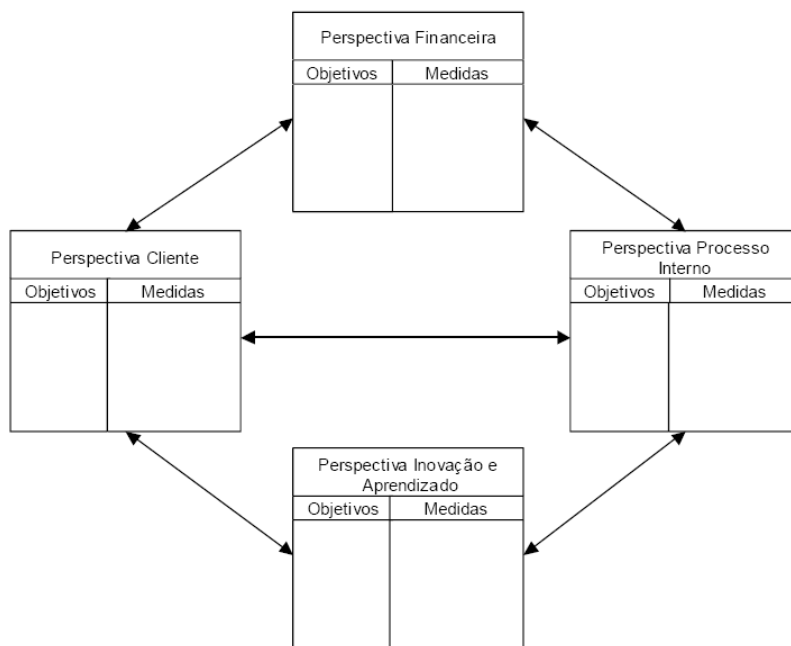 Perspectiva Financeira
Objetivos Medidas
Perspectiva Cliente
Objetivos Medidas
Perspectiva Processo
Interno
Objetivos Medidas
Perspectiva Inovação e
Aprendizado
Objetivos Medidas